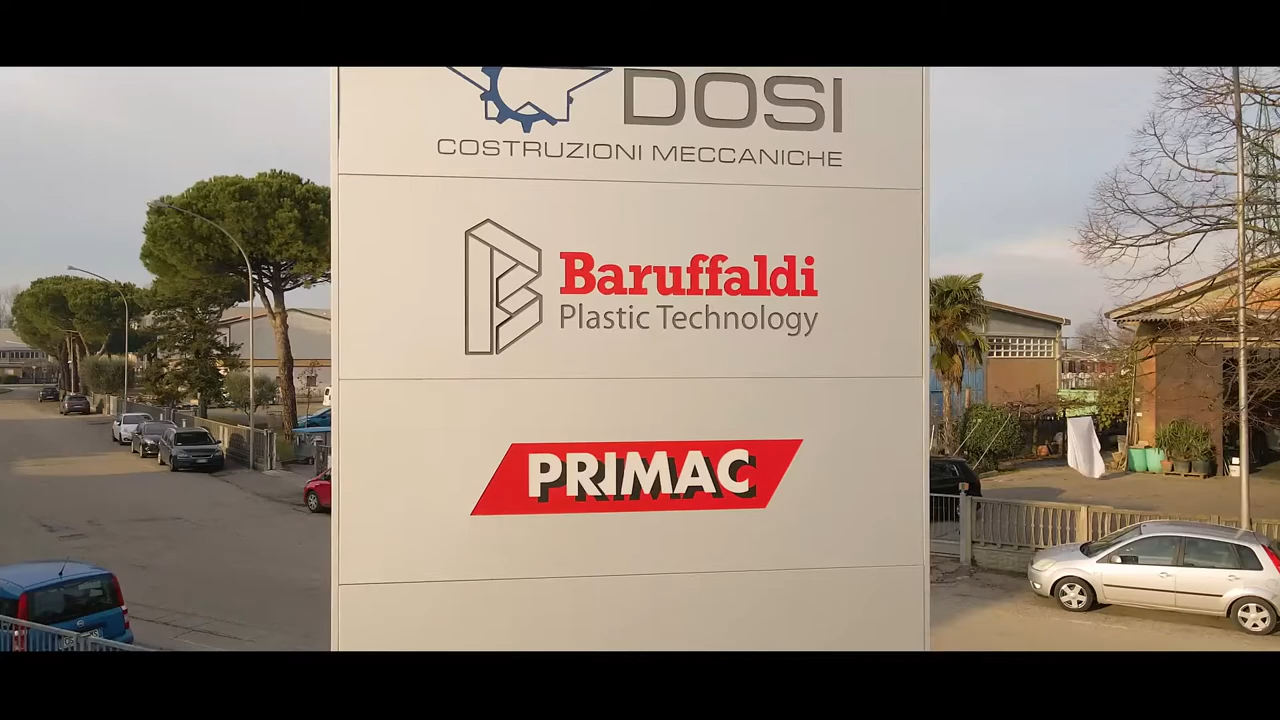 DOSI
COSTRUZIONI MECCANICHE
Baruffaldi
Plastic Technology
PRIMAC